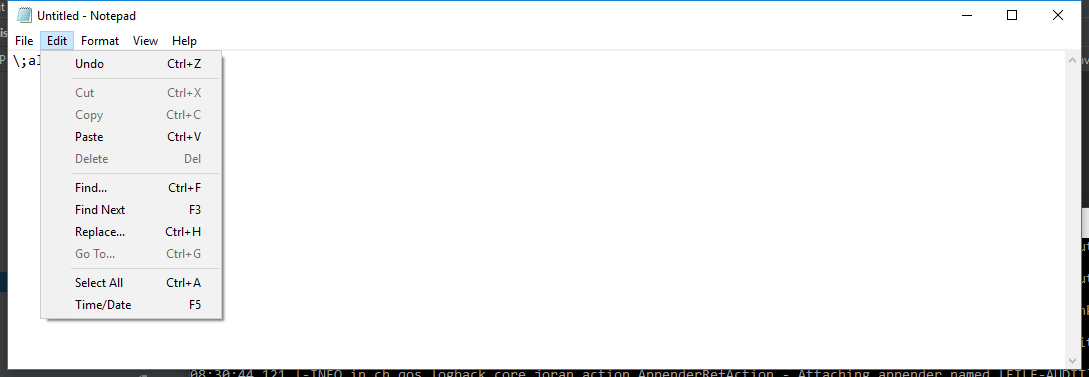 Untitled - Notepad
File Edit Format View Help
Undo Ctrl+Z
Cut Ctrl+X
Copy Ctrl+C
Paste Ctrl+V
Delete Del
Find... Ctrl+F
Find Next F3
Replace... Ctrl+H
Go To... Ctrl+G
Select All Ctrl+A
Time/Date F5
08:30:44,121 |-INFO in ch.qos.logback.core.joran.action.AppenderRefAction - Attaching appender named [FILE-AUDIT